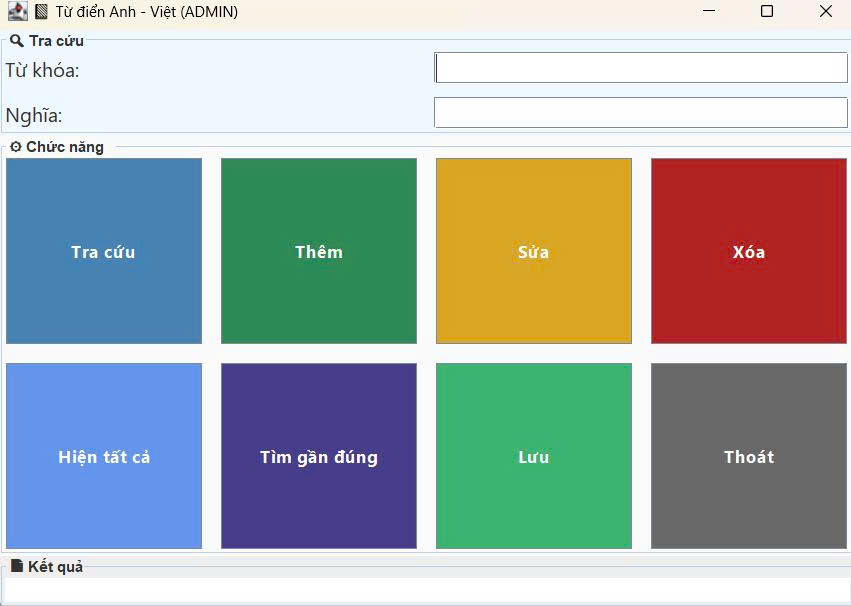 Từ điển Anh - Việt (ADMIN)
Tra cứu
Từ khóa:
Nghĩa:
Chức năng
Tra cứu Thêm Sửa Xóa
Hiện tất cả Tìm gần đúng Lưu Thoát
Kết quả